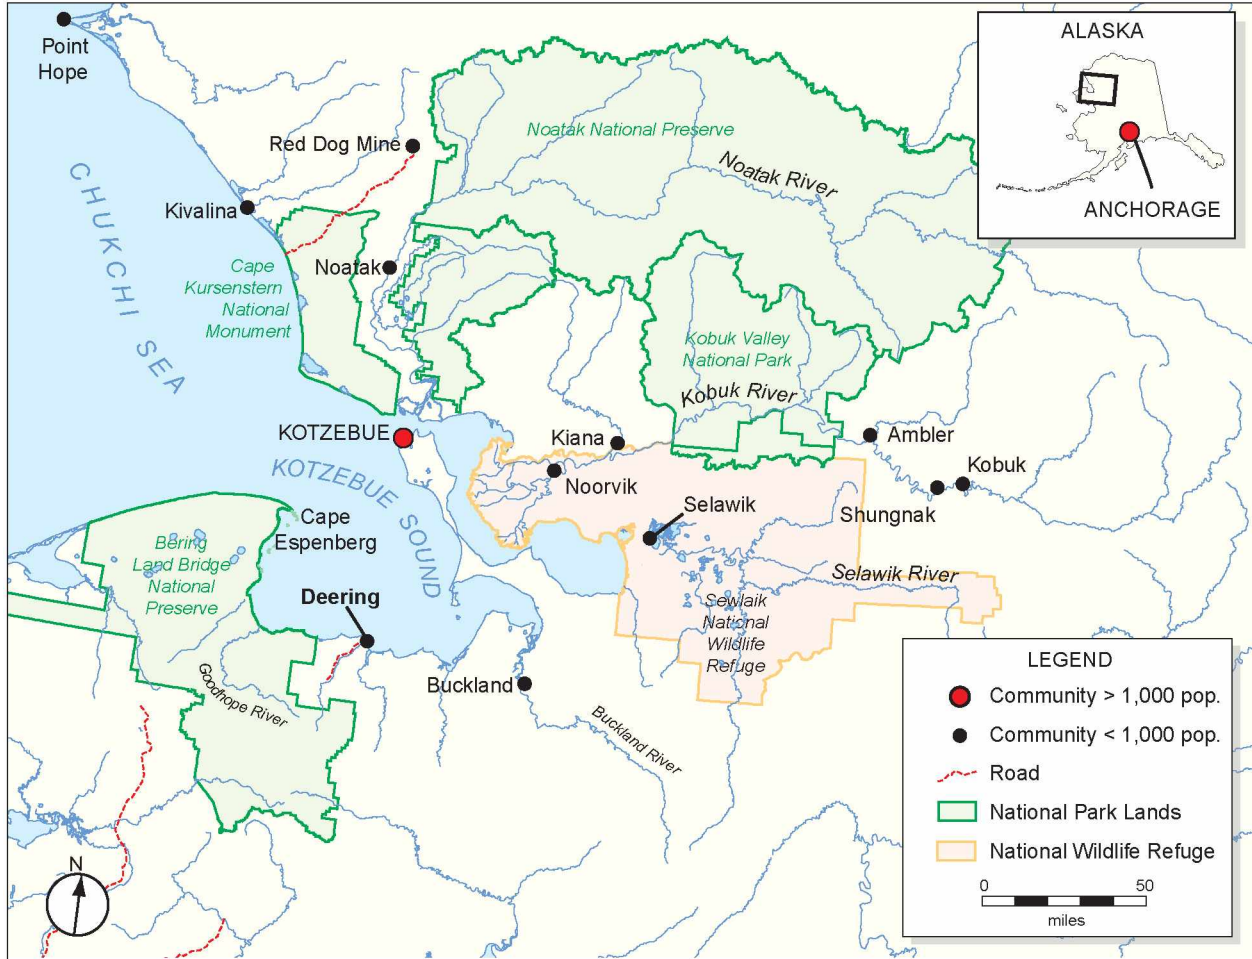 Point
Hope
ALASKA
ANCHORAGE
Red Dog Mine
Noatak National Preserve
Noatak River
CHUKCHI SEA
Kivalina
Noatak
Cape
Kursenstern
National
Monument
Kobuk Valley
National Park
Kobuk River
KOTZEBUE
Kiana
Ambler
KOTZEBUE SOUND
Noorvik
Kobuk
Selawik
Shungnak
Cape
Espenberg
Bering
Land Bridge
National
Preserve
Selawik River
Deering
Sewlaik
National
Wildlife
Refuge
Goodhope River
Buckland
Buckland River
LEGEND
Community > 1,000 pop.
Community < 1,000 pop.
Road
National Park Lands
National Wildlife Refuge
0 50
miles
N